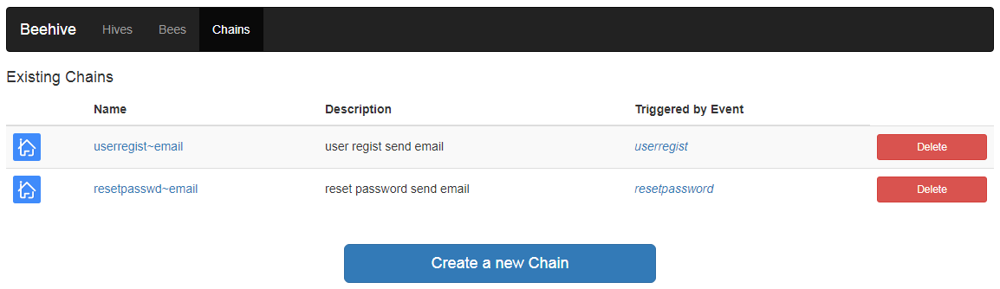 Beehive Hives Bees Chains
Existing Chains
Name Description Triggered by Event
userregist~email user regist send email userregist Delete
resetpasswd~email reset password send email resetpassword Delete
Create a new Chain